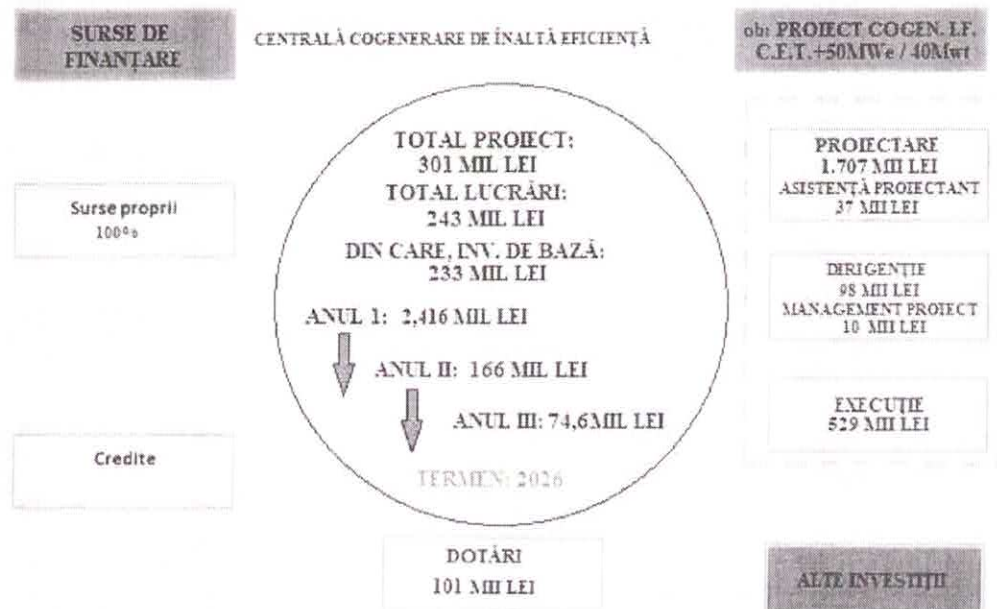 SURSE DE
FINANȚARE
CENTRALĂ COGENERARE DE ÎNALTĂ EFICIENȚĂ
ob: PROIECT COGEN. I.F.
C.E.T.+50MWe / 40Mwt
TOTAL PROIECT:
301 MIL LEI
TOTAL LUCRĂRI:
243 MIL LEI
DIN CARE, INV. DE BAZĂ:
233 MIL LEI
ANUL I: 2,416 MIL LEI
ANUL II: 166 MIL LEI
ANUL III: 74,6MIL LEI
TERMEN: 2026
Surse proprii
100%
Credite
PROIECTARE
1.707 MII LEI
ASISTENȚĂ PROIECTANT
37 MII LEI
DIRIGENȚIE
98 MII LEI
MANAGEMENT PROIECT
10 MII LEI
EXECUȚIE
529 MII LEI
DOTĂRI
101 MII LEI
ALTE INVESTIȚII